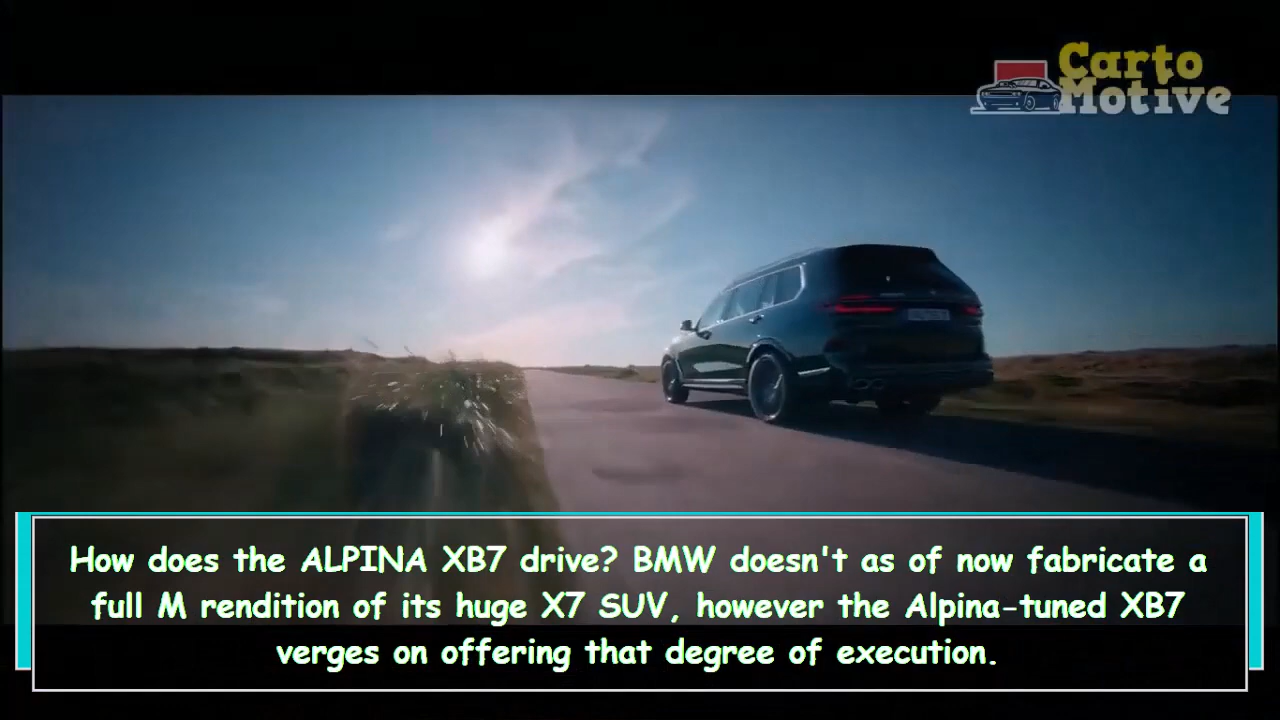 Carto
Motive
How does the ALPINA XB7 drive? BMW doesn't as of now fabricate a
full M rendition of its huge X7 SUV, however the Alpina-tuned XB7
verges on offering that degree of execution.